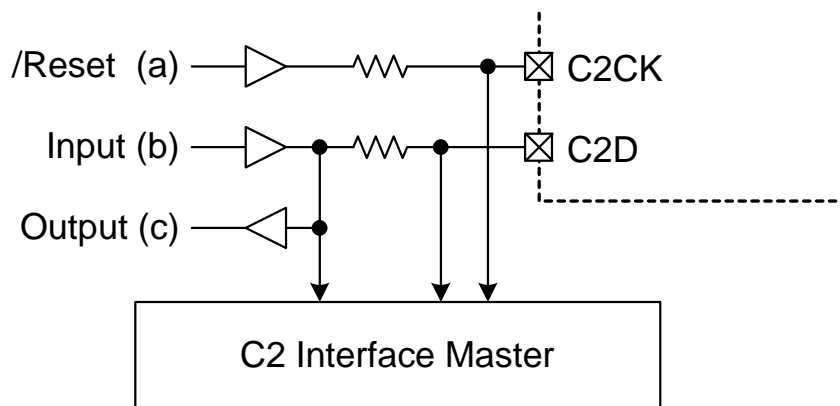 /Reset (a)
C2CK
Input (b)
C2D
Output (c)
C2 Interface Master